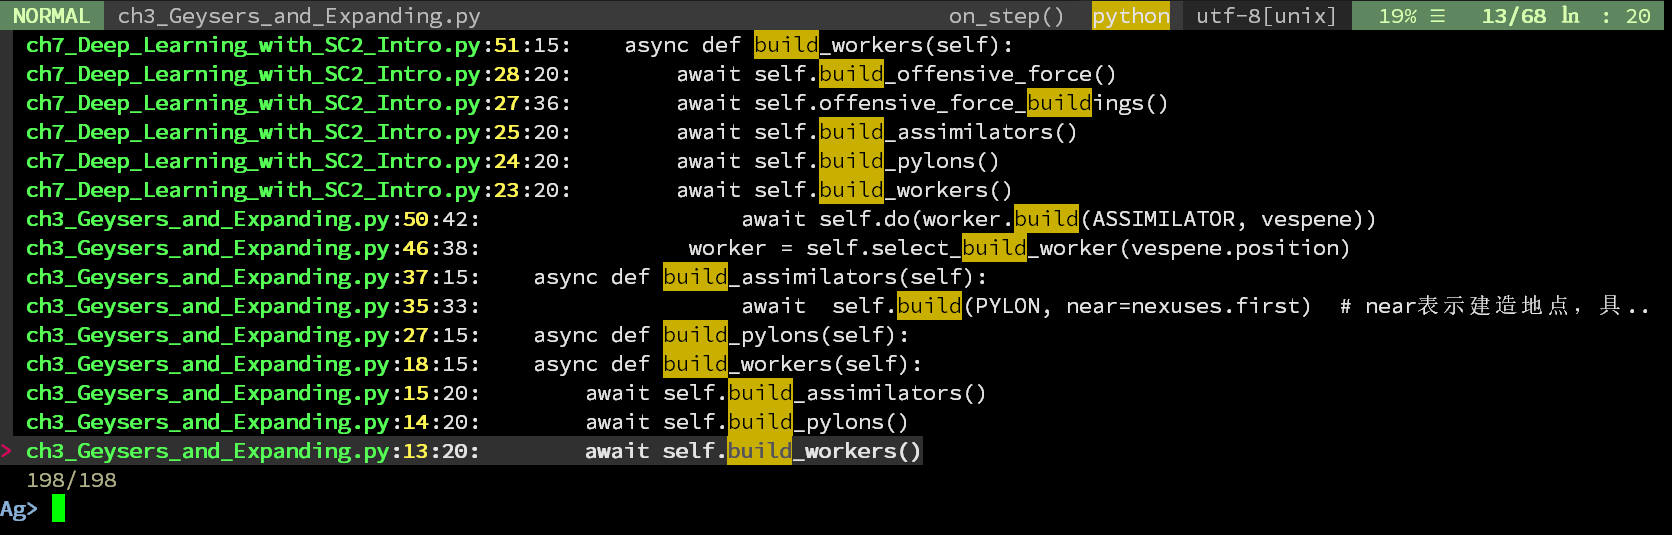 NORMAL ch3_Geysers_and_Expanding.py on_step() python utf-8[unix] 19% ☰ 13/68 ㏑ : 20
ch7_Deep_Learning_with_SC2_Intro.py:51:15:    async def build_workers(self):
ch7_Deep_Learning_with_SC2_Intro.py:28:20:        await self.build_offensive_force()
ch7_Deep_Learning_with_SC2_Intro.py:27:36:        await self.offensive_force_buildings()
ch7_Deep_Learning_with_SC2_Intro.py:25:20:        await self.build_assimilators()
ch7_Deep_Learning_with_SC2_Intro.py:24:20:        await self.build_pylons()
ch7_Deep_Learning_with_SC2_Intro.py:23:20:        await self.build_workers()
ch3_Geysers_and_Expanding.py:50:42:                    await self.do(worker.build(ASSIMILATOR, vespene))
ch3_Geysers_and_Expanding.py:46:38:                worker = self.select_build_worker(vespene.position)
ch3_Geysers_and_Expanding.py:37:15:    async def build_assimilators(self):
ch3_Geysers_and_Expanding.py:35:33:                    await  self.build(PYLON, near=nexuses.first)  # near表示建造地点，具..
ch3_Geysers_and_Expanding.py:27:15:    async def build_pylons(self):
ch3_Geysers_and_Expanding.py:18:15:    async def build_workers(self):
ch3_Geysers_and_Expanding.py:15:20:        await self.build_assimilators()
ch3_Geysers_and_Expanding.py:14:20:        await self.build_pylons()
> ch3_Geysers_and_Expanding.py:13:20:        await self.build_workers()
198/198
Ag>